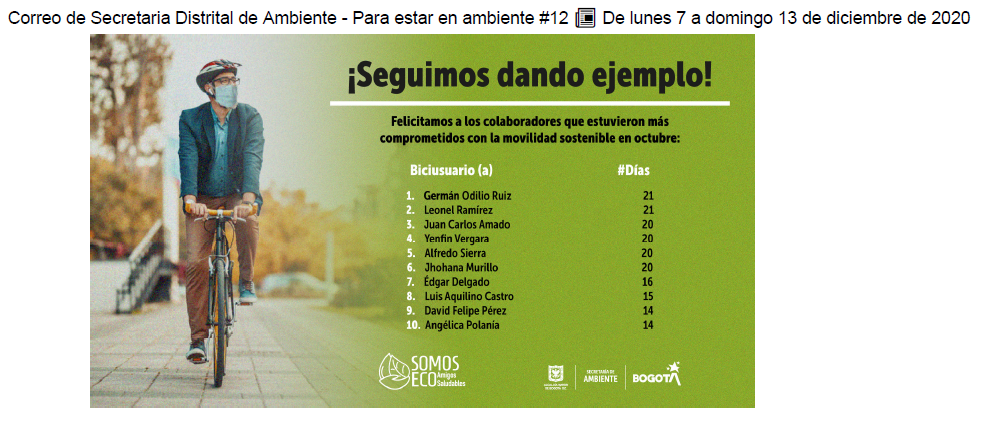 Correo de Secretaria Distrital de Ambiente - Para estar en ambiente #12 📰 De lunes 7 a domingo 13 de diciembre de 2020
¡Seguimos dando ejemplo!
Felicitamos a los colaboradores que estuvieron más
comprometidos con la movilidad sostenible en octubre:
Biciusuario (a) #Días
1. Germán Odilio Ruiz 21
2. Leonel Ramírez 21
3. Juan Carlos Amado 20
4. Yenfin Vergara 20
5. Alfredo Sierra 20
6. Jhohana Murillo 20
7. Édgar Delgado 16
8. Luis Aquilino Castro 15
9. David Felipe Pérez 14
10. Angélica Polanía 14
SOMOS
ECO Amigos
Saludables
SECRETARÍA DE
AMBIENTE
BOGOTÁ